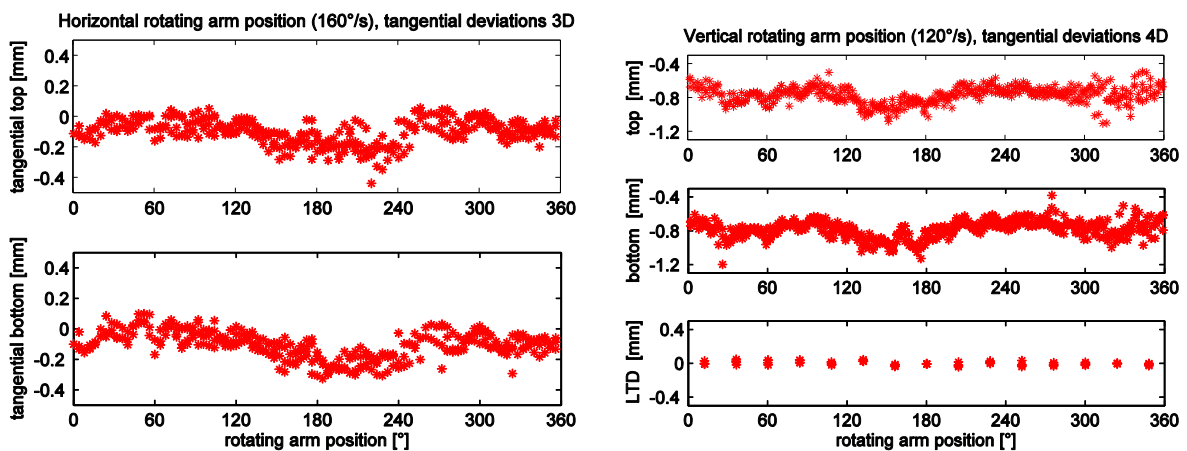 Horizontal rotating arm position (160°/s), tangential deviations 3D
tangential top [mm]
0.4
0.2
0
-0.2
-0.4
0 60 120 180 240 300 360
tangential bottom [mm]
0.4
0.2
0
-0.2
-0.4
0 60 120 180 240 300 360
rotating arm position [°]
Vertical rotating arm position (120°/s), tangential deviations 4D
top [mm]
-0.4
-0.8
-1.2
0 60 120 180 240 300 360
bottom [mm]
-0.4
-0.8
-1.2
0 60 120 180 240 300 360
LTD [mm]
0.4
0
-0.4
0 60 120 180 240 300 360
rotating arm position [°]